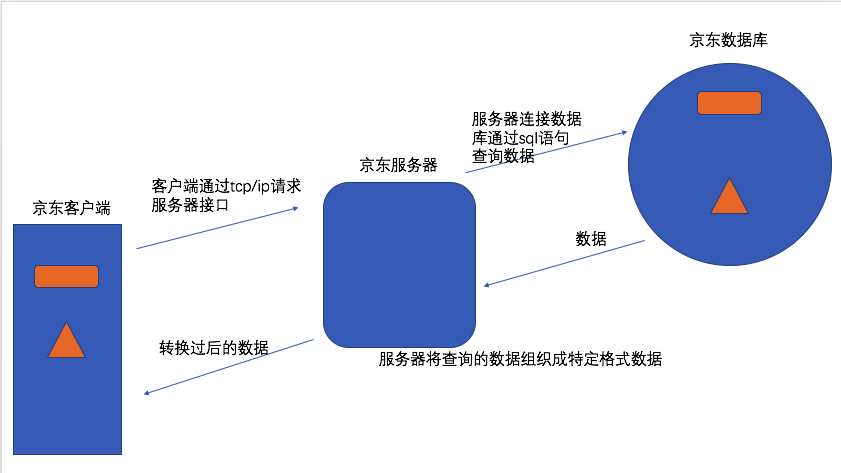 京东数据库
服务器连接数据
库通过sql语句
查询数据
京东服务器
客户端通过tcp/ip请求
服务器接口
京东客户端
数据
转换过后的数据
服务器将查询的数据组织成特定格式数据